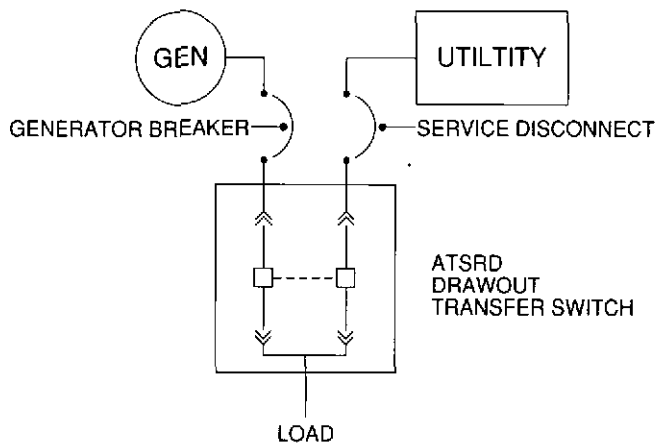 GEN
UTILTITY
GENERATOR BREAKER
SERVICE DISCONNECT
ATSRD
DRAWOUT
TRANSFER SWITCH
LOAD